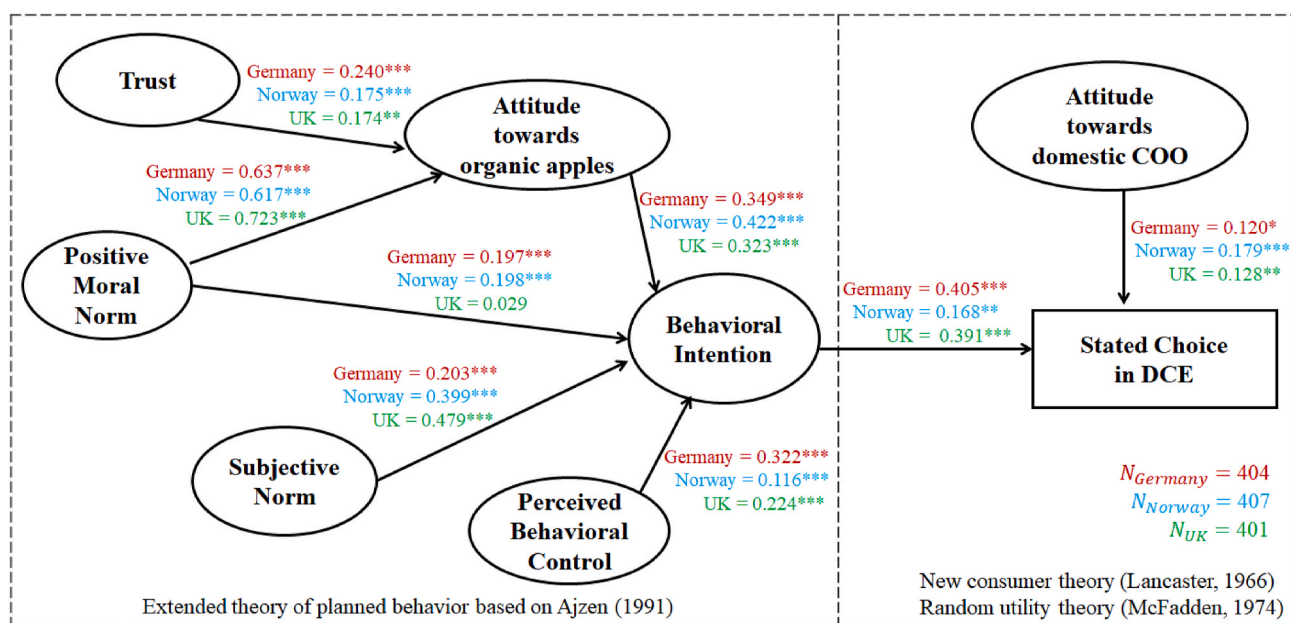 Trust
Germany = 0.240***
Norway = 0.175***
UK = 0.174**
Attitude
towards
organic apples
Attitude
towards
domestic COO
Germany = 0.637***
Norway = 0.617***
UK = 0.723***
Germany = 0.349***
Norway = 0.422***
UK = 0.323***
Germany = 0.120*
Norway = 0.179***
UK = 0.128**
Positive
Moral
Norm
Germany = 0.197***
Norway = 0.198***
UK = 0.029
Behavioral
Intention
Germany = 0.405***
Norway = 0.168**
UK = 0.391***
Stated Choice
in DCE
Germany = 0.203***
Norway = 0.399***
UK = 0.479***
Subjective
Norm
Germany = 0.322***
Norway = 0.116***
UK = 0.224***
Perceived
Behavioral
Control
N_Germany = 404
N_Norway = 407
N_UK = 401
Extended theory of planned behavior based on Ajzen (1991)
New consumer theory (Lancaster, 1966)
Random utility theory (McFadden, 1974)